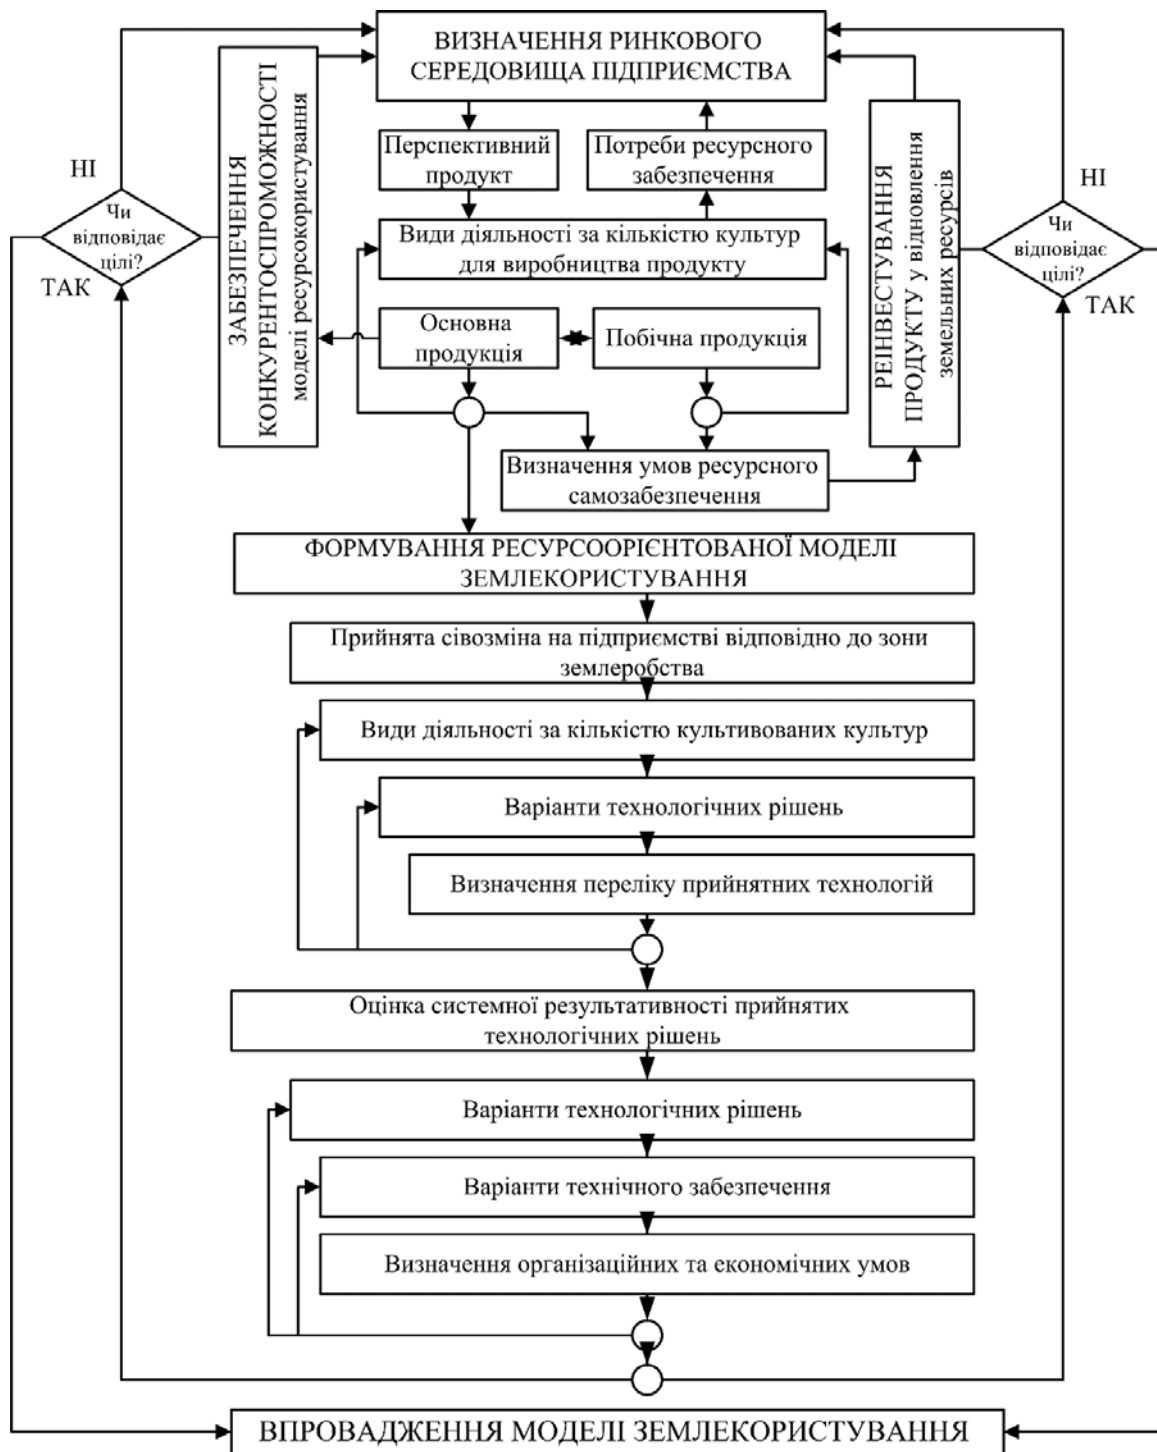 ВИЗНАЧЕННЯ РИНКОВОГО
СЕРЕДОВИЩА ПІДПРИЄМСТВА
Перспективний
продукт
Потреби ресурсного
забезпечення
ЗАБЕЗПЕЧЕННЯ
КОНКУРЕНТОСПРОМОЖНОСТІ
моделі ресурсокористування
РЕІНВЕСТУВАННЯ
ПРОДУКТУ у відновлення
земельних ресурсів
НІ
Чи
відповідає
цілі?
ТАК
НІ
Чи
відповідає
цілі?
ТАК
Види діяльності за кількістю культур
для виробництва продукту
Основна
продукція
Побічна продукція
Визначення умов ресурсного
самозабезпечення
ФОРМУВАННЯ РЕСУРСООРІЄНТОВАНОЇ МОДЕЛІ
ЗЕМЛЕКОРИСТУВАННЯ
Прийнята сівозміна на підприємстві відповідно до зони
землеробства
Види діяльності за кількістю культивованих культур
Варіанти технологічних рішень
Визначення переліку прийнятних технологій
Оцінка системної результативності прийнятих
технологічних рішень
Варіанти технологічних рішень
Варіанти технічного забезпечення
Визначення організаційних та економічних умов
ВПРОВАДЖЕННЯ МОДЕЛІ ЗЕМЛЕКОРИСТУВАННЯ